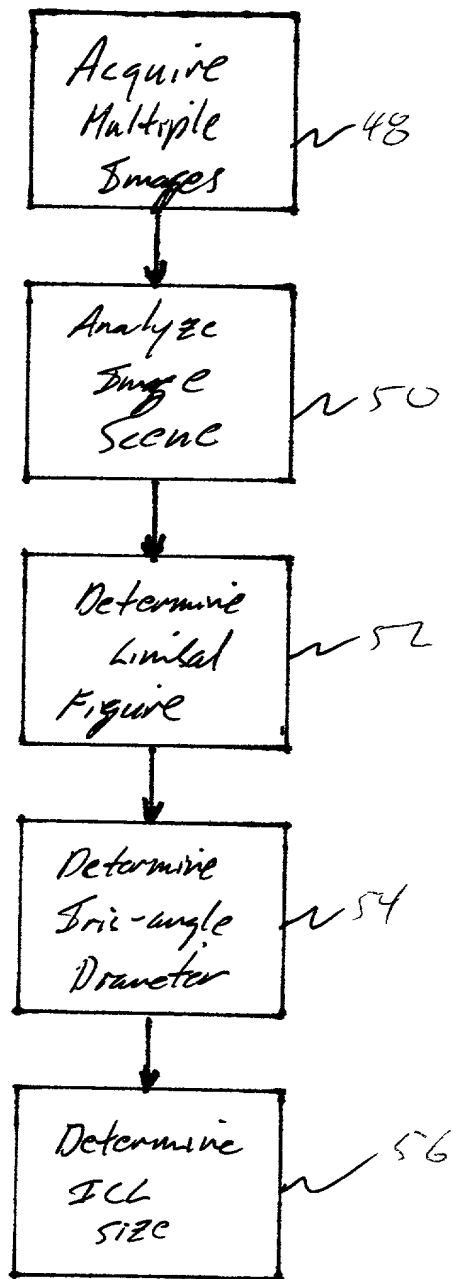 Acquire
Multiple
Images
48
Analyze
Image
Scene
50
Determine
Limbal
Figure
52
Determine
Iris-angle
Diameter
54
Determine
ICL
size
56